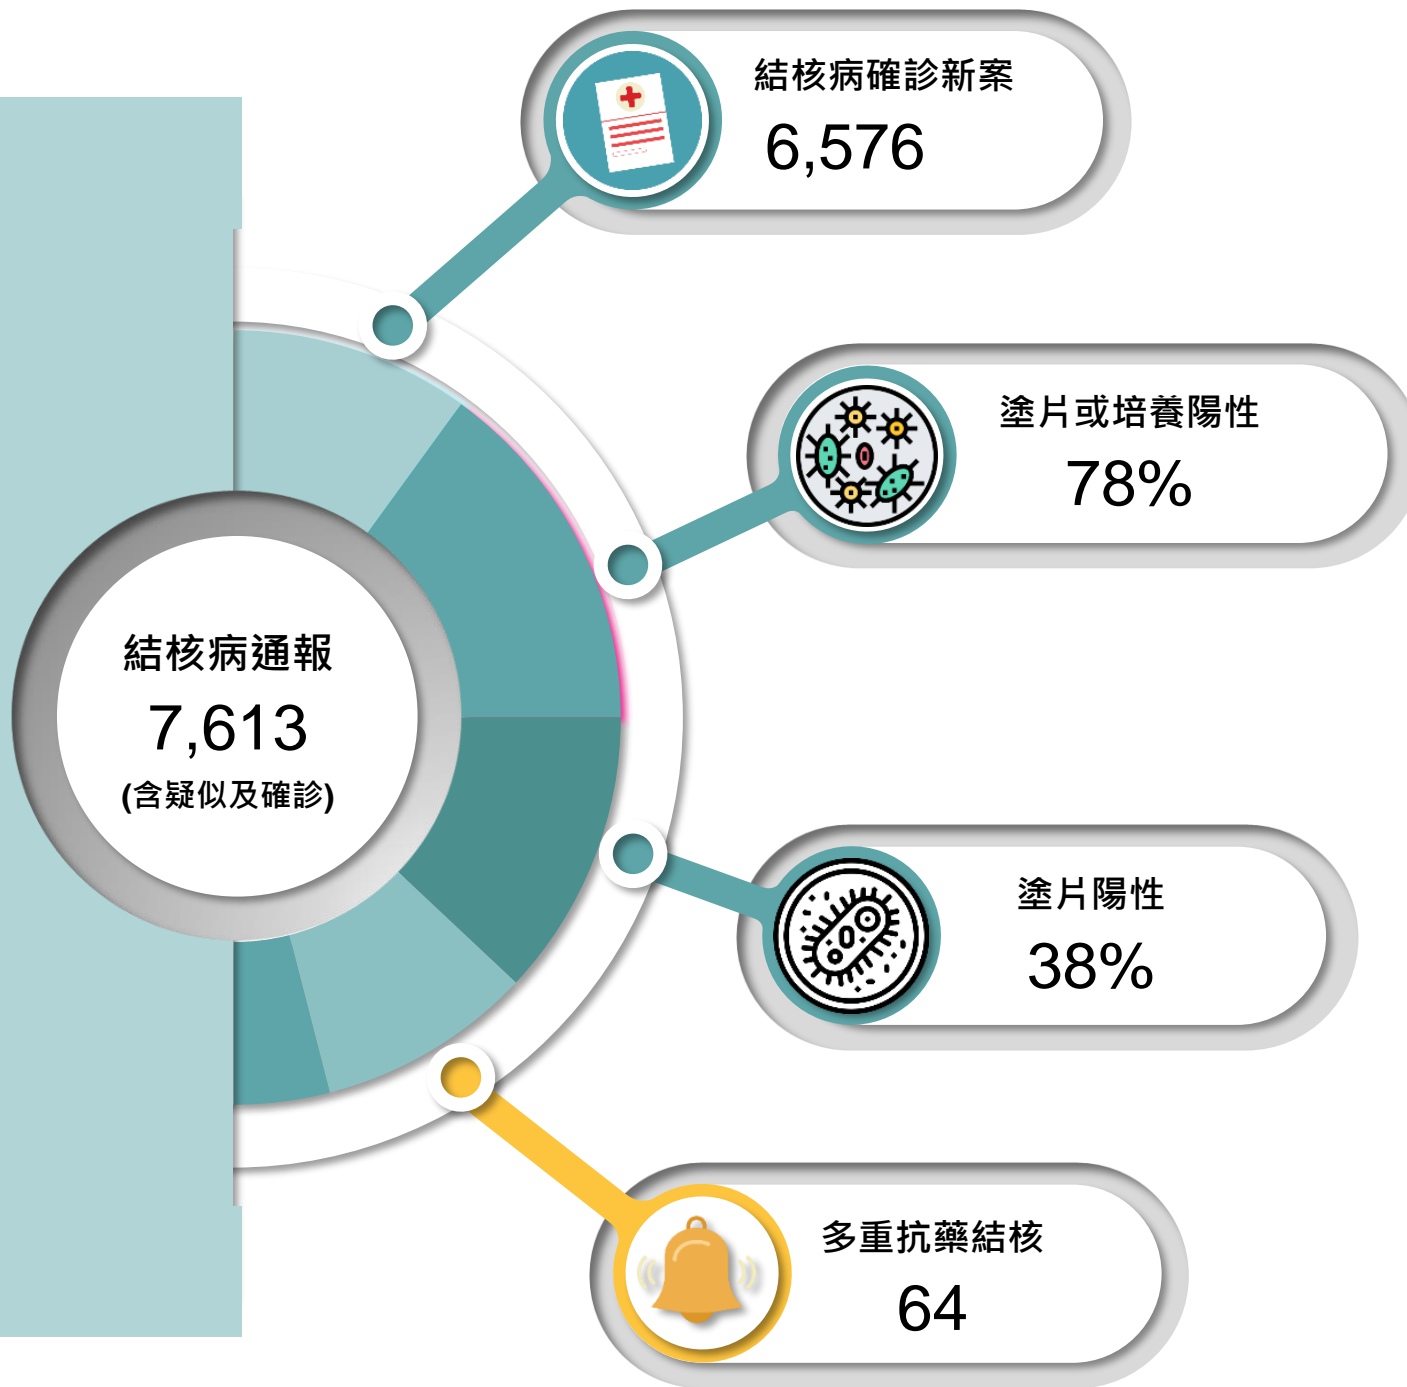 結核病確診新案
6,576
塗片或培養陽性
78%
結核病通報
7,613
(含疑似及確診)
塗片陽性
38%
多重抗藥結核
64